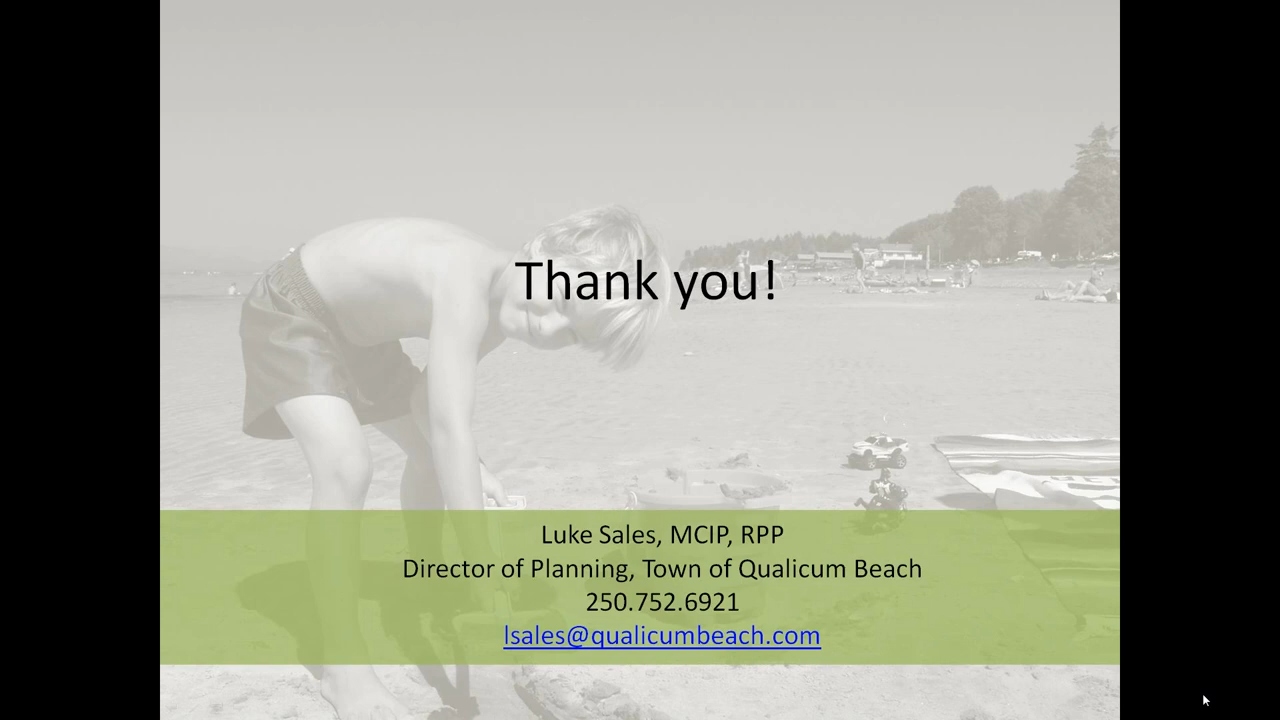 Thank you!
Luke Sales, MCIP, RPP
Director of Planning, Town of Qualicum Beach
250.752.6921
lsales@qualicumbeach.com